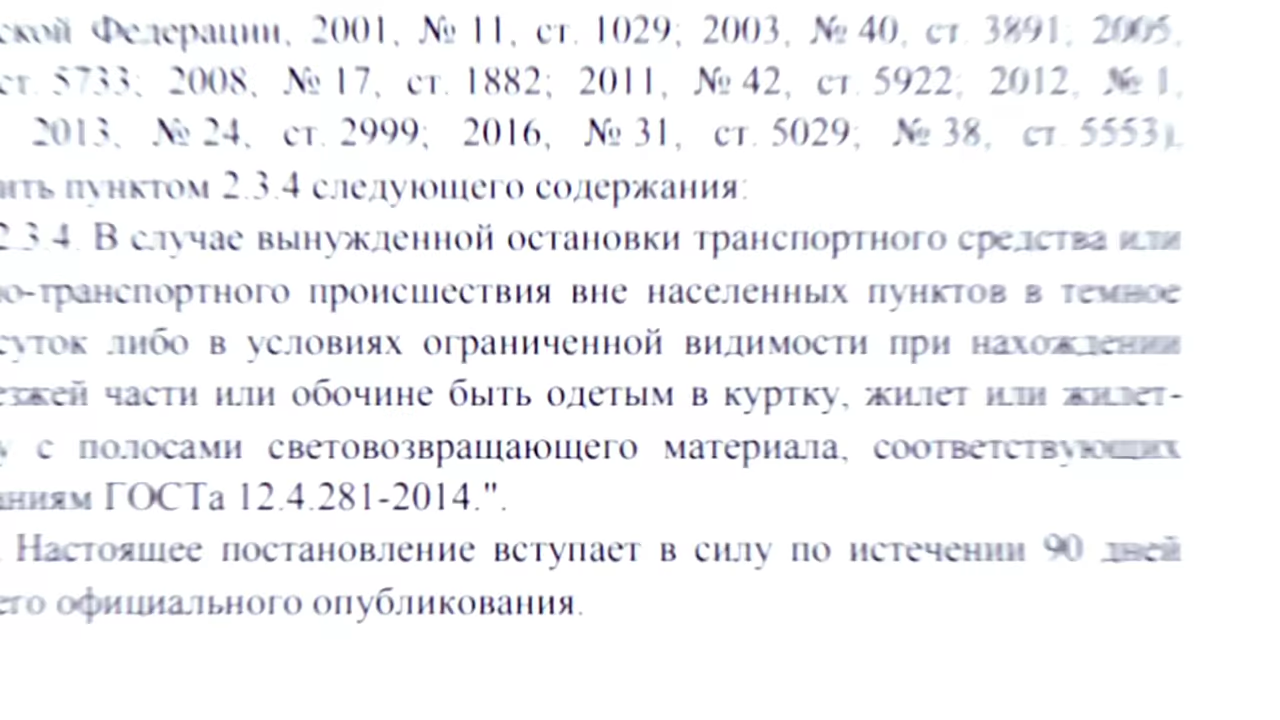 ской Федерации, 2001, № 11, ст. 1029; 2003, № 40, ст. 3891; 2005,
ст. 5733; 2008, № 17, ст. 1882; 2011, № 42, ст. 5922; 2012, № 1,
2013, № 24, ст. 2999; 2016, № 31, ст. 5029; № 38, ст. 5553),
ить пунктом 2.3.4 следующего содержания:
2.3.4. В случае вынужденной остановки транспортного средства или
о-транспортного происшествия вне населенных пунктов в темное
суток либо в условиях ограниченной видимости при нахождении
езжей части или обочине быть одетым в куртку, жилет или жилет-
у с полосами световозвращающего материала, соответствующих
аниям ГОСТа 12.4.281-2014.".
. Настоящее постановление вступает в силу по истечении 90 дней
его официального опубликования.